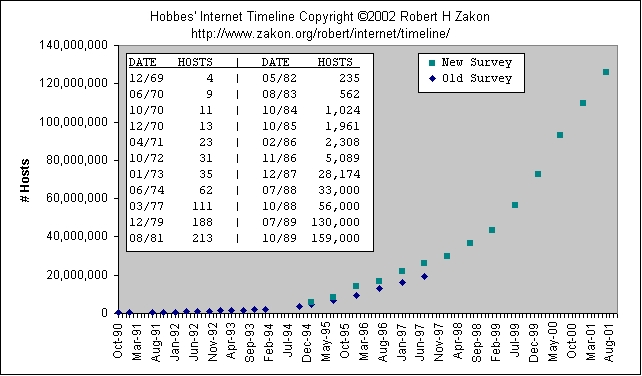 Hobbes' Internet Timeline Copyright ©2002 Robert H Zakon
http://www.zakon.org/robert/internet/timeline/
# Hosts
140,000,000
120,000,000
100,000,000
80,000,000
60,000,000
40,000,000
20,000,000
0
DATE HOSTS | DATE HOSTS
12/69 4 | 05/82 235
06/70 9 | 08/83 562
10/70 11 | 10/84 1,024
12/70 13 | 10/85 1,961
04/71 23 | 02/86 2,308
10/72 31 | 11/86 5,089
01/73 35 | 12/87 28,174
06/74 62 | 07/88 33,000
03/77 111 | 10/88 56,000
12/79 188 | 07/89 130,000
08/81 213 | 10/89 159,000
New Survey
Old Survey
Oct-90
Mar-91
Aug-91
Jan-92
Jun-92
Nov-92
Apr-93
Sep-93
Feb-94
Jul-94
Dec-94
May-95
Oct-95
Mar-96
Aug-96
Jan-97
Jun-97
Nov-97
Apr-98
Sep-98
Feb-99
Jul-99
Dec-99
May-00
Oct-00
Mar-01
Aug-01